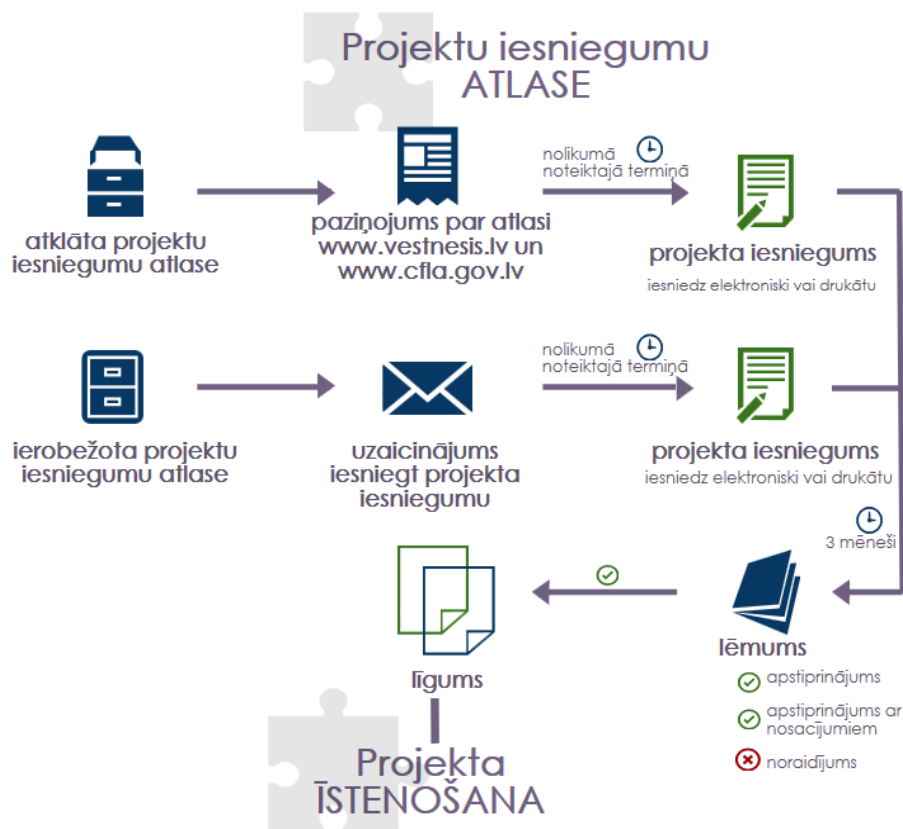 Projektu iesniegumu
ATLASE
atklāta projektu
iesniegumu atlase
paziņojums par atlasi
www.vestnesis.lv un
www.cfla.gov.lv
nolikumā
noteiktajā termiņā
projekta iesniegums
iesniedz elektroniski vai drukātu
ierobežota projektu
iesniegumu atlase
uzaicinājums
iesniegt projekta
iesniegumu
nolikumā
noteiktajā termiņā
projekta iesniegums
iesniedz elektroniski vai drukātu
3 mēneši
lēmums
apstiprinājums
apstiprinājums ar
nosacījumiem
noraidījums
līgums
Projekta
ĪSTENOŠANA